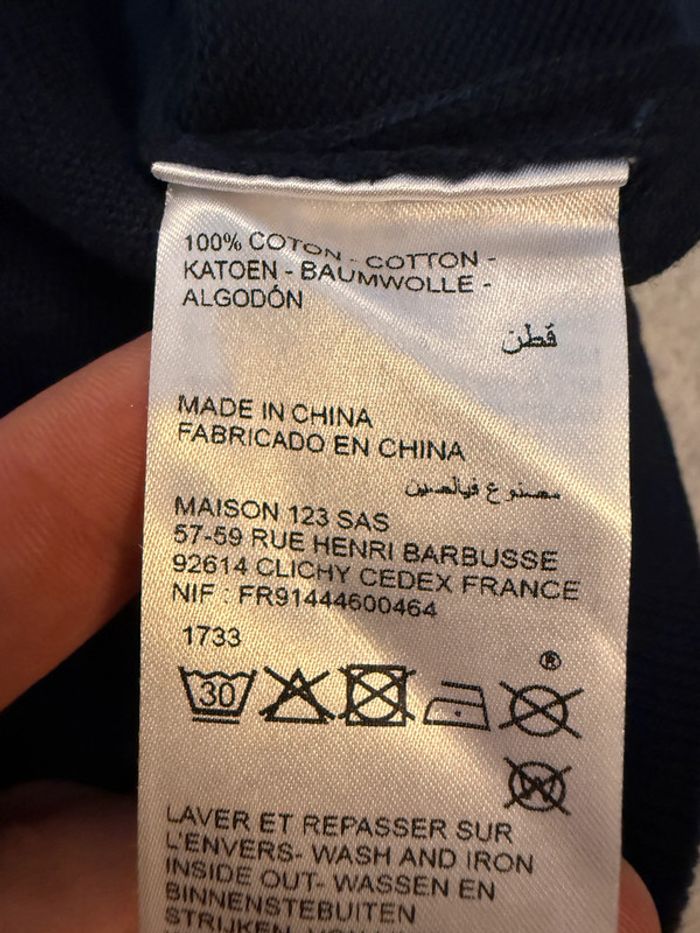 100% COTON - COTTON -
KATOEN - BAUMWOLLE -
ALGODÓN
قطن
MADE IN CHINA
FABRICADO EN CHINA
مصنوع فيالصين
MAISON 123 SAS
57-59 RUE HENRI BARBUSSE
92614 CLICHY CEDEX FRANCE
NIF : FR91444600464
1733
®
30
W
LAVER ET REPASSER SUR
L'ENVERS- WASH AND IRON
INSIDE OUT- WASSEN EN
BINNENSTEBUITEN
STRIJKEN